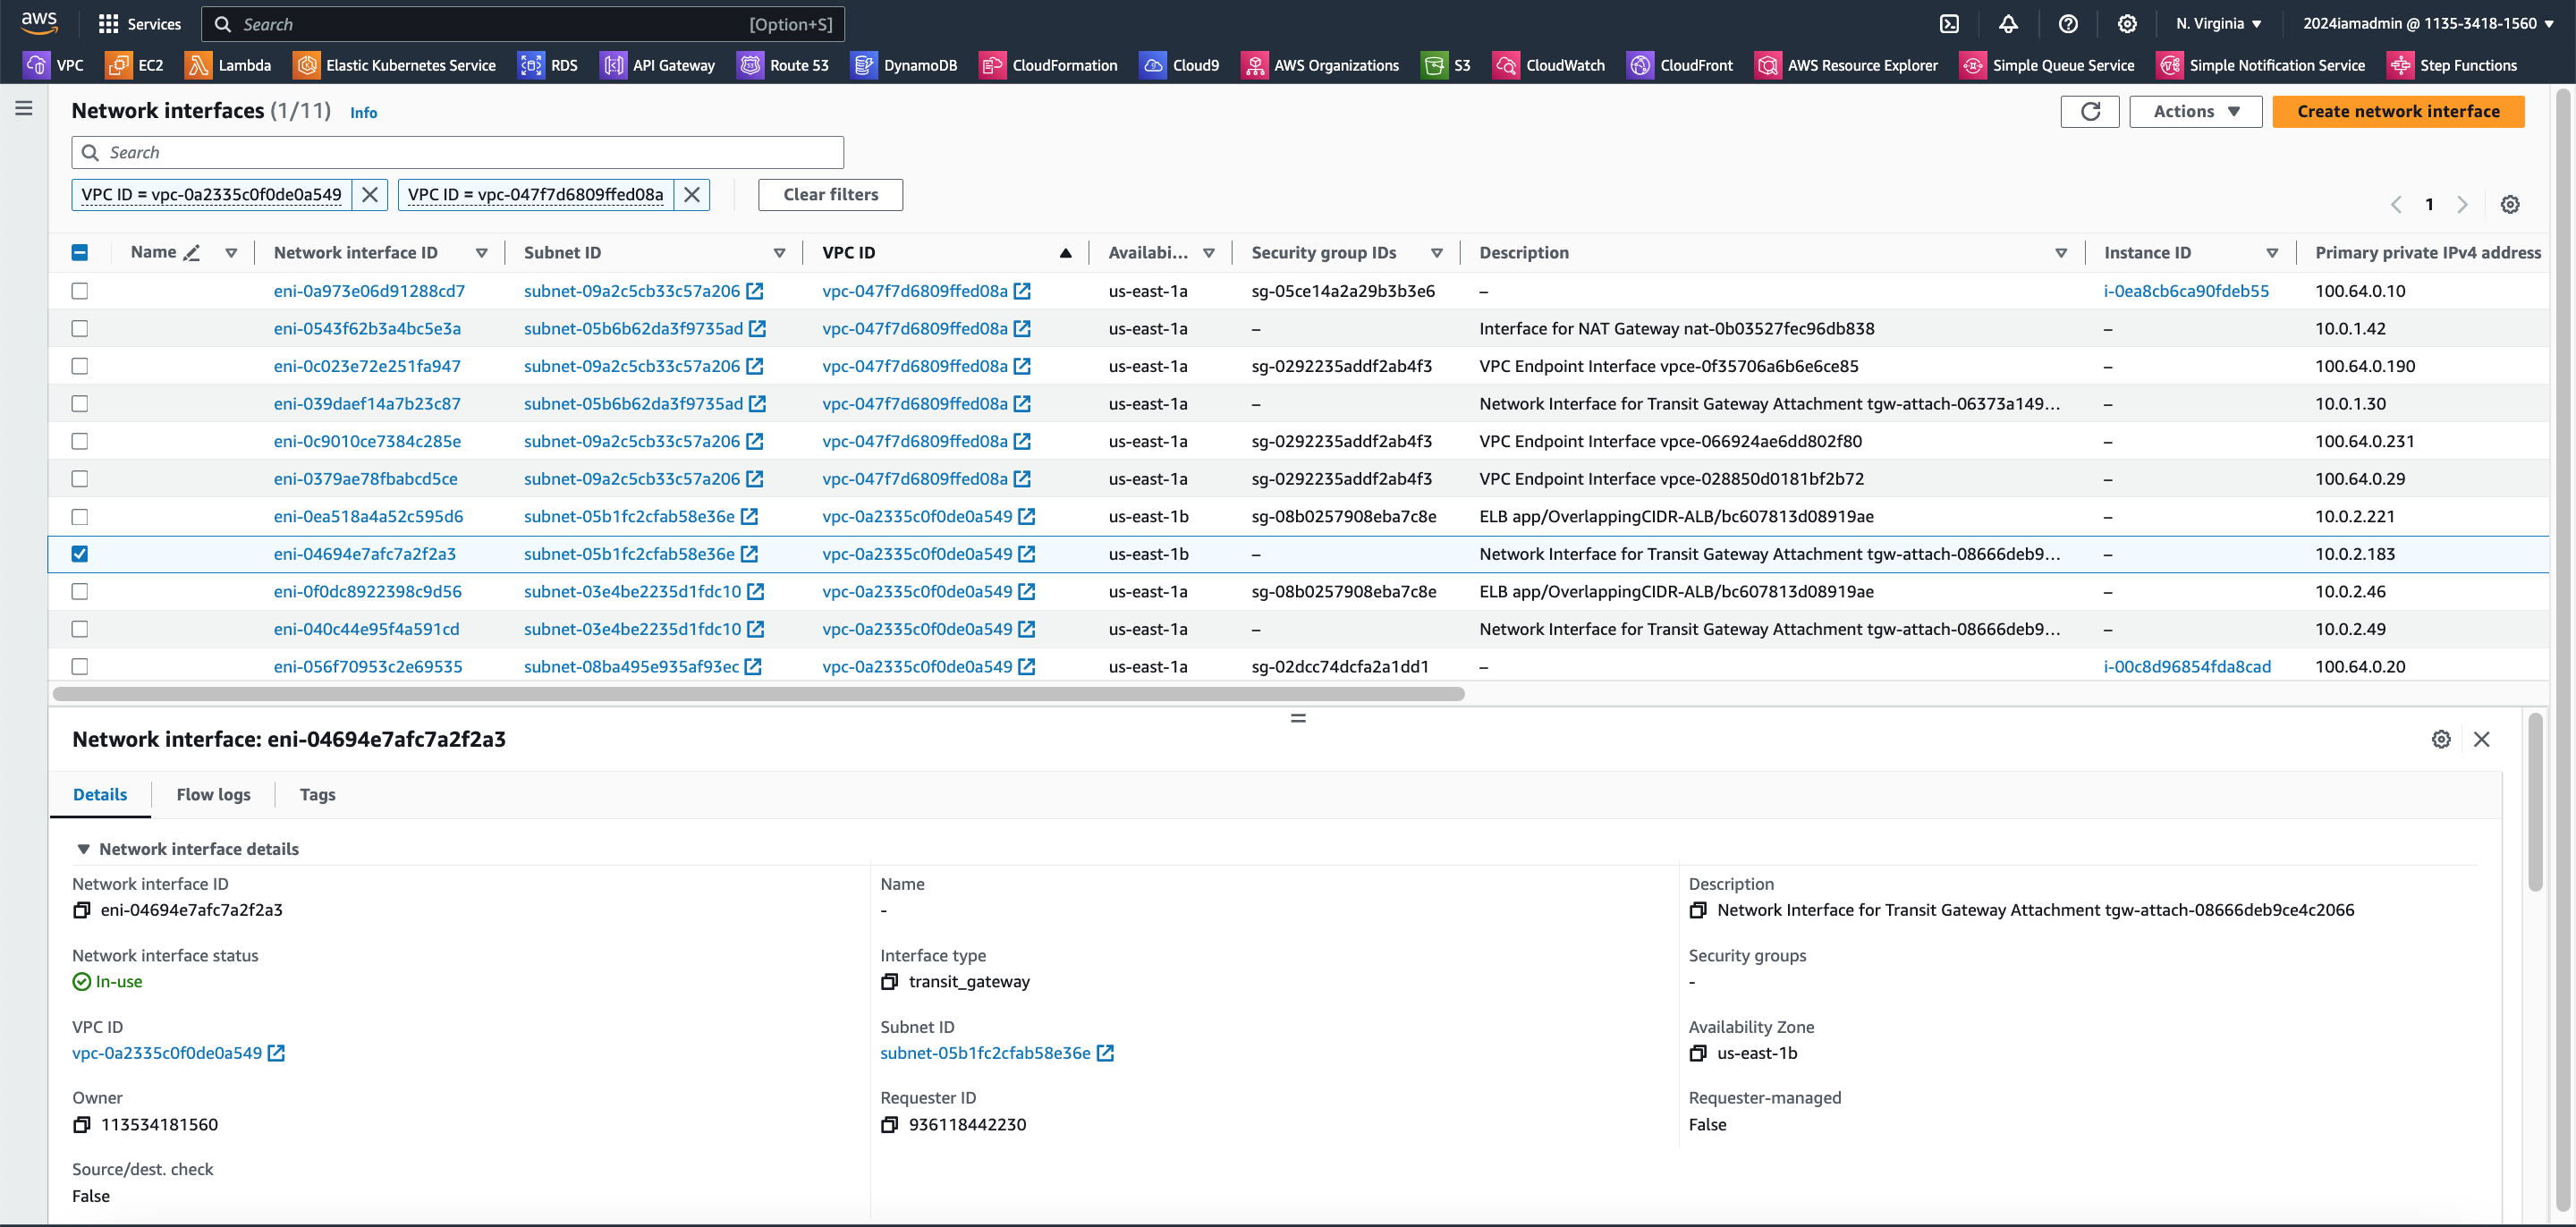 aws Services Search [Option+S] N. Virginia 2024iamadmin @ 1135-3418-1560
VPC EC2 Lambda Elastic Kubernetes Service RDS API Gateway Route 53 DynamoDB CloudFormation Cloud9 AWS Organizations S3 CloudWatch CloudFront AWS Resource Explorer Simple Queue Service Simple Notification Service Step Functions
Network interfaces (1/11) Info Actions Create network interface
Search
VPC ID = vpc-0a2335c0f0de0a549 VPC ID = vpc-047f7d6809ffed08a Clear filters 1
Name Network interface ID Subnet ID VPC ID Availabi... Security group IDs Description Instance ID Primary private IPv4 address
eni-0a973e06d91288cd7 subnet-09a2c5cb33c57a206 vpc-047f7d6809ffed08a us-east-1a sg-05ce14a2a29b3b3e6 – i-0ea8cb6ca90fdeb55 100.64.0.10
eni-0543f62b3a4bc5e3a subnet-05b6b62da3f9735ad vpc-047f7d6809ffed08a us-east-1a – Interface for NAT Gateway nat-0b03527fec96db838 – 10.0.1.42
eni-0c023e72e251fa947 subnet-09a2c5cb33c57a206 vpc-047f7d6809ffed08a us-east-1a sg-0292235addf2ab4f3 VPC Endpoint Interface vpce-0f35706a6b6e6ce85 – 100.64.0.190
eni-039daef14a7b23c87 subnet-05b6b62da3f9735ad vpc-047f7d6809ffed08a us-east-1a – Network Interface for Transit Gateway Attachment tgw-attach-06373a149... – 10.0.1.30
eni-0c9010ce7384c285e subnet-09a2c5cb33c57a206 vpc-047f7d6809ffed08a us-east-1a sg-0292235addf2ab4f3 VPC Endpoint Interface vpce-066924ae6dd802f80 – 100.64.0.231
eni-0379ae78fbabcd5ce subnet-09a2c5cb33c57a206 vpc-047f7d6809ffed08a us-east-1a sg-0292235addf2ab4f3 VPC Endpoint Interface vpce-028850d0181bf2b72 – 100.64.0.29
eni-0ea518a4a52c595d6 subnet-05b1fc2cfab58e36e vpc-0a2335c0f0de0a549 us-east-1b sg-08b0257908eba7c8e ELB app/OverlappingCIDR-ALB/bc607813d08919ae – 10.0.2.221
eni-04694e7afc7a2f2a3 subnet-05b1fc2cfab58e36e vpc-0a2335c0f0de0a549 us-east-1b – Network Interface for Transit Gateway Attachment tgw-attach-08666deb9... – 10.0.2.183
eni-0f0dc8922398c9d56 subnet-03e4be2235d1fdc10 vpc-0a2335c0f0de0a549 us-east-1a sg-08b0257908eba7c8e ELB app/OverlappingCIDR-ALB/bc607813d08919ae – 10.0.2.46
eni-040c44e95f4a591cd subnet-03e4be2235d1fdc10 vpc-0a2335c0f0de0a549 us-east-1a – Network Interface for Transit Gateway Attachment tgw-attach-08666deb9... – 10.0.2.49
eni-056f70953c2e69535 subnet-08ba495e935af93ec vpc-0a2335c0f0de0a549 us-east-1a sg-02dcc74dcfa2a1dd1 – i-00c8d96854fda8cad 100.64.0.20
Network interface: eni-04694e7afc7a2f2a3
Details Flow logs Tags
Network interface details
Network interface ID Name Description
eni-04694e7afc7a2f2a3 - Network Interface for Transit Gateway Attachment tgw-attach-08666deb9ce4c2066
Network interface status Interface type Security groups
In-use transit_gateway -
VPC ID Subnet ID Availability Zone
vpc-0a2335c0f0de0a549 subnet-05b1fc2cfab58e36e us-east-1b
Owner Requester ID Requester-managed
113534181560 936118442230 False
Source/dest. check
False